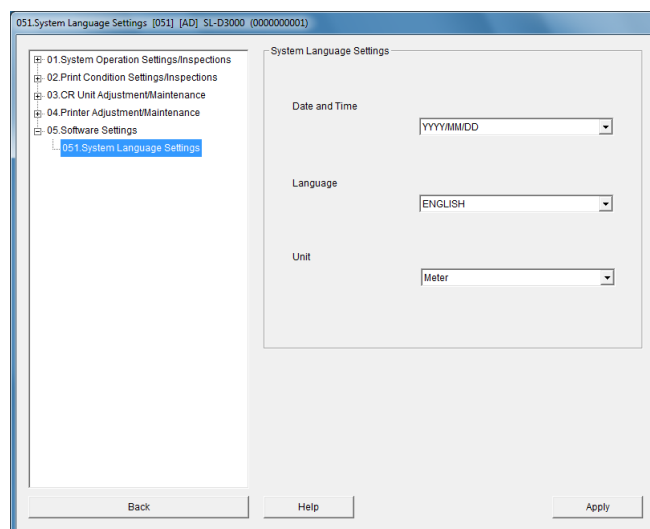 051.System Language Settings [051] [AD] SL-D3000 (0000000001)
01.System Operation Settings/Inspections
02.Print Condition Settings/Inspections
03.CR Unit Adjustment/Maintenance
04.Printer Adjustment/Maintenance
05.Software Settings
051.System Language Settings
System Language Settings
Date and Time
YYYY/MM/DD
Language
ENGLISH
Unit
Meter
Back
Help
Apply